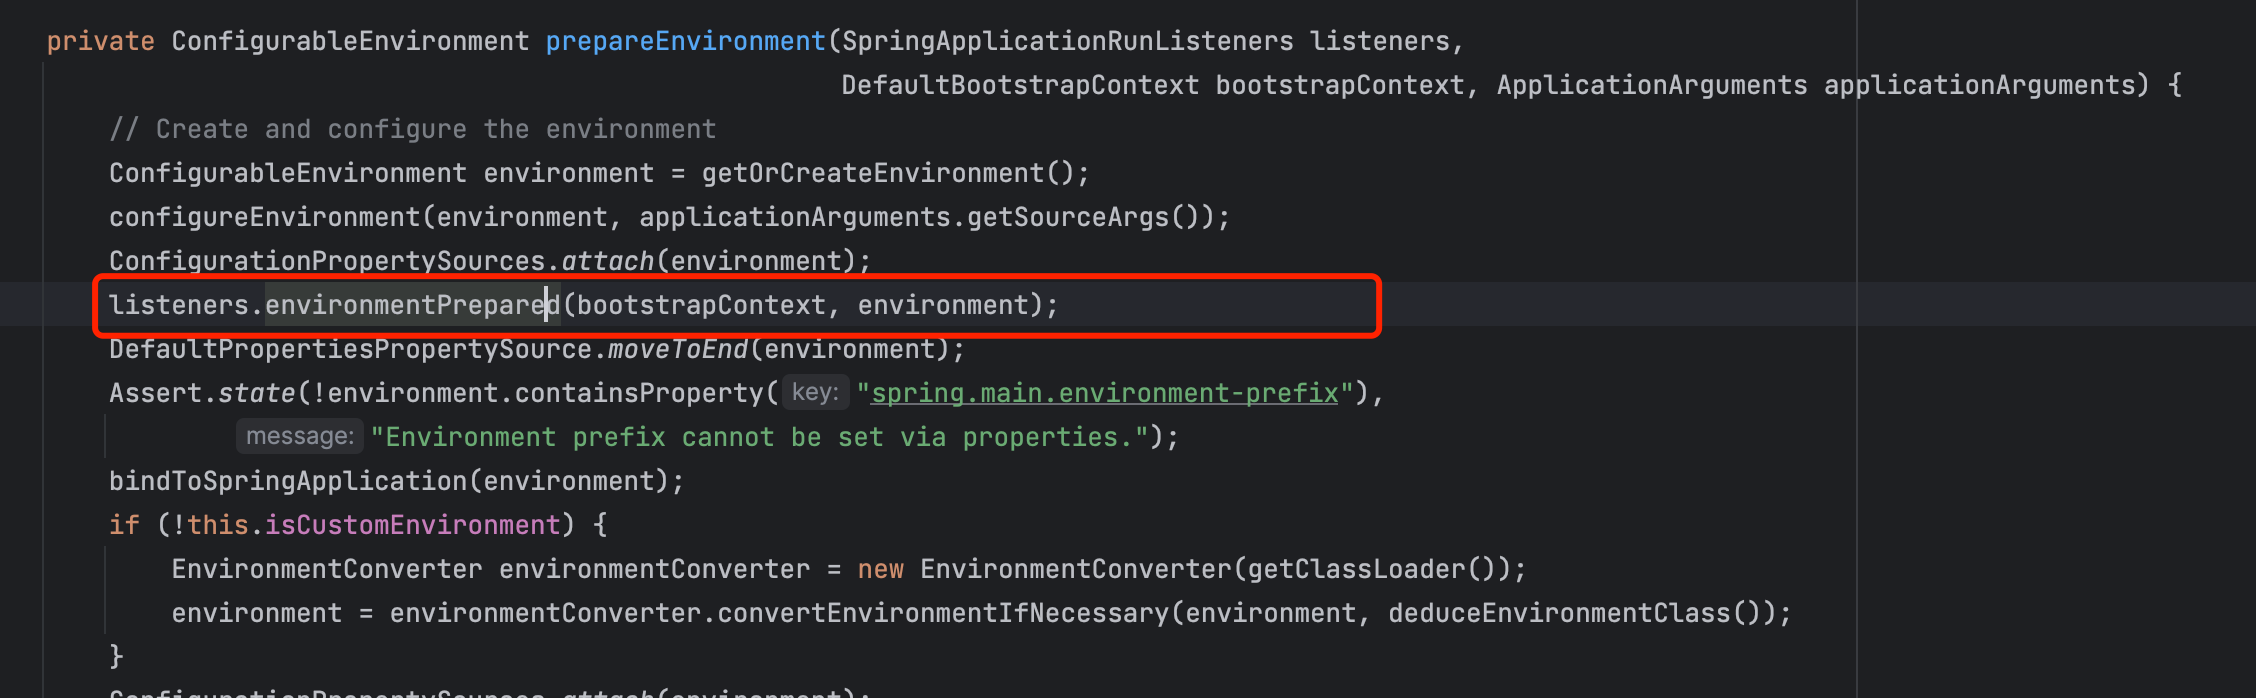 private ConfigurableEnvironment prepareEnvironment(SpringApplicationRunListeners listeners,
DefaultBootstrapContext bootstrapContext, ApplicationArguments applicationArguments) {
// Create and configure the environment
ConfigurableEnvironment environment = getOrCreateEnvironment();
configureEnvironment(environment, applicationArguments.getSourceArgs());
ConfigurationPropertySources.attach(environment);
listeners.environmentPrepared(bootstrapContext, environment);
DefaultPropertiesPropertySource.moveToEnd(environment);
Assert.state(!environment.containsProperty( key: "spring.main.environment-prefix"),
message: "Environment prefix cannot be set via properties.");
bindToSpringApplication(environment);
if (!this.isCustomEnvironment) {
EnvironmentConverter environmentConverter = new EnvironmentConverter(getClassLoader());
environment = environmentConverter.convertEnvironmentIfNecessary(environment, deduceEnvironmentClass());
}
ConfigurationPropertySources.attach(environment);